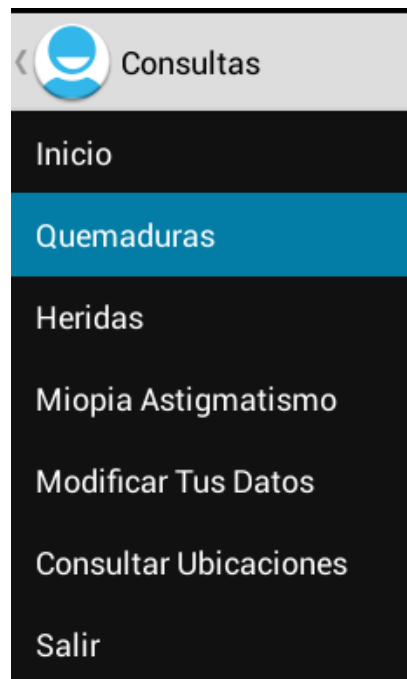 Consultas
Inicio
Quemaduras
Heridas
Miopia Astigmatismo
Modificar Tus Datos
Consultar Ubicaciones
Salir